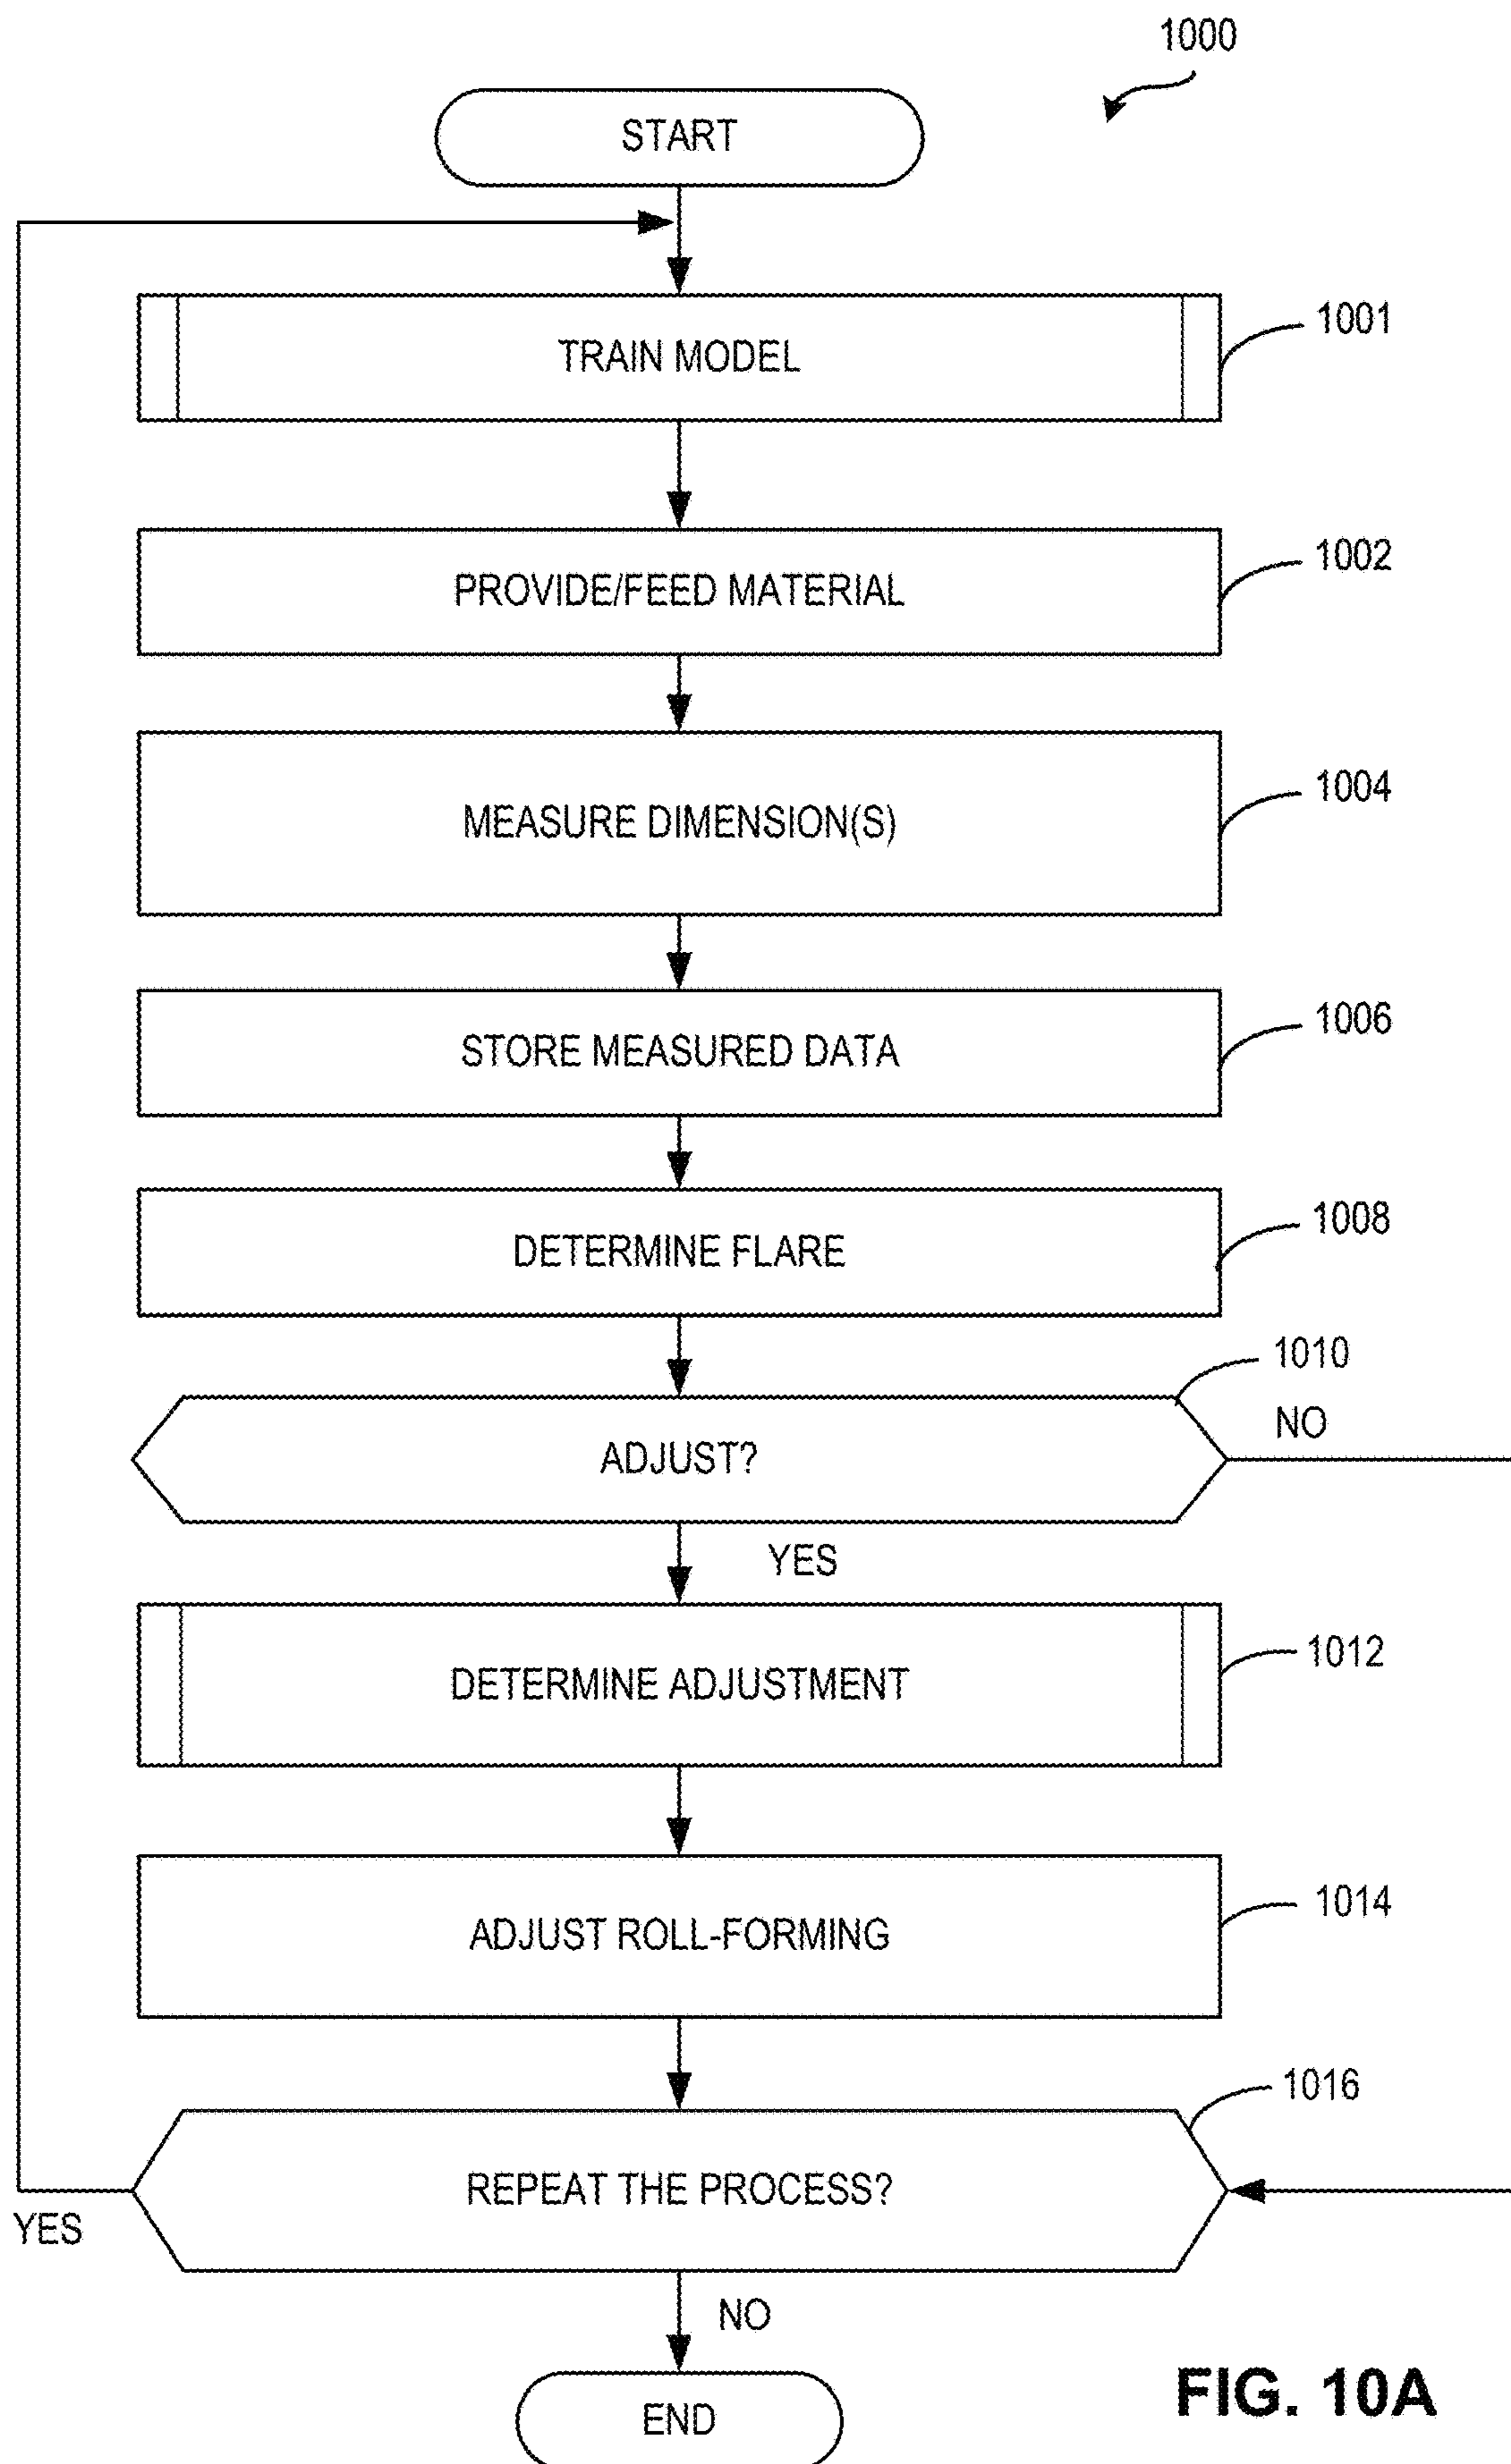 1000
START
TRAIN MODEL
1001
PROVIDE/FEED MATERIAL
1002
MEASURE DIMENSION(S)
1004
STORE MEASURED DATA
1006
DETERMINE FLARE
1008
1010
ADJUST?
NO
YES
DETERMINE ADJUSTMENT
1012
ADJUST ROLL-FORMING
1014
1016
REPEAT THE PROCESS?
YES
NO
END
FIG. 10A